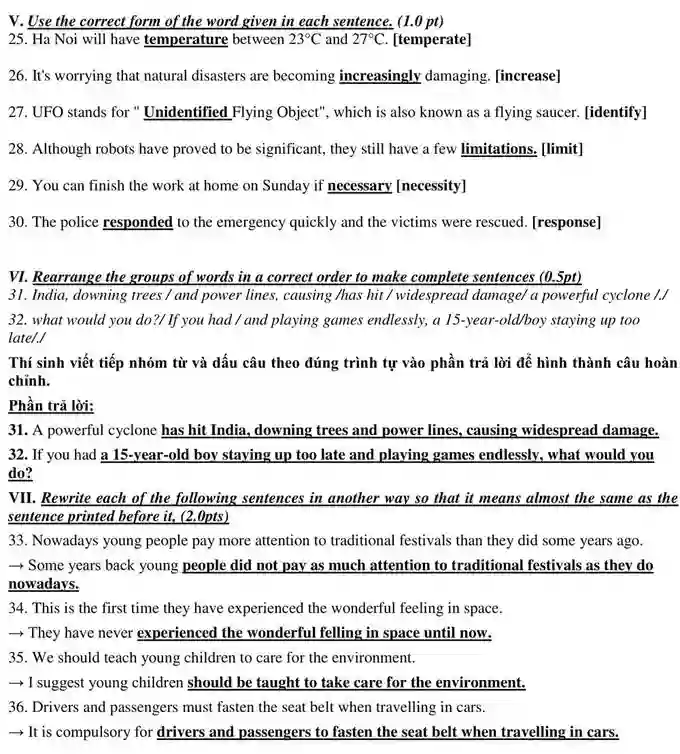 V. Use the correct form of the word given in each sentence. (1.0 pt)
25. Ha Noi will have temperature between 23°C and 27°C. [temperate]
26. It's worrying that natural disasters are becoming increasingly damaging. [increase]
27. UFO stands for " Unidentified Flying Object", which is also known as a flying saucer. [identify]
28. Although robots have proved to be significant, they still have a few limitations. [limit]
29. You can finish the work at home on Sunday if necessary [necessity]
30. The police responded to the emergency quickly and the victims were rescued. [response]
VI. Rearrange the groups of words in a correct order to make complete sentences (0.5pt)
31. India, downing trees / and power lines, causing /has hit / widespread damage/ a powerful cyclone /./
32. what would you do?/ If you had / and playing games endlessly, a 15-year-old/boy staying up too
late/./
Thí sinh viết tiếp nhóm từ và dấu câu theo đúng trình tự vào phần trả lời để hình thành câu hoàn
chỉnh.
Phần trả lời:
31. A powerful cyclone has hit India, downing trees and power lines, causing widespread damage.
32. If you had a 15-year-old boy staying up too late and playing games endlessly, what would you
do?
VII. Rewrite each of the following sentences in another way so that it means almost the same as the
sentence printed before it, (2.0pts)
33. Nowadays young people pay more attention to traditional festivals than they did some years ago.
→ Some years back young people did not pay as much attention to traditional festivals as they do
nowadays.
34. This is the first time they have experienced the wonderful feeling in space.
→ They have never experienced the wonderful felling in space until now.
35. We should teach young children to care for the environment.
→ I suggest young children should be taught to take care for the environment.
36. Drivers and passengers must fasten the seat belt when travelling in cars.
→ It is compulsory for drivers and passengers to fasten the seat belt when travelling in cars.